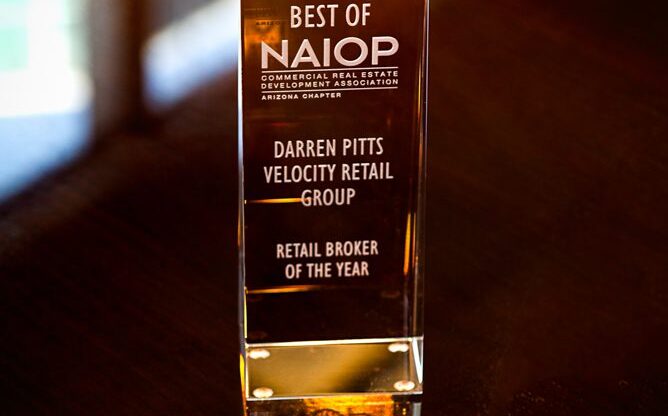 BEST OF
NAIOP
COMMERCIAL REAL ESTATE
DEVELOPMENT ASSOCIATION
ARIZONA CHAPTER
DARREN PITTS
VELOCITY RETAIL
GROUP
RETAIL BROKER
OF THE YEAR